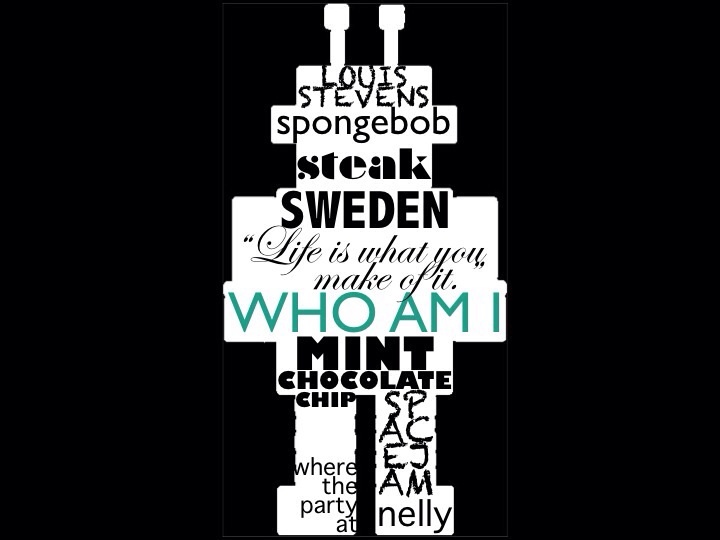 LOUIS
STEVENS
spongebob
steak
SWEDEN
“Life is what you
make of it.”
WHO AM I
MINT
CHOCOLATE
CHIP
SP
AC
EJ
AM
where
the
party
at
nelly